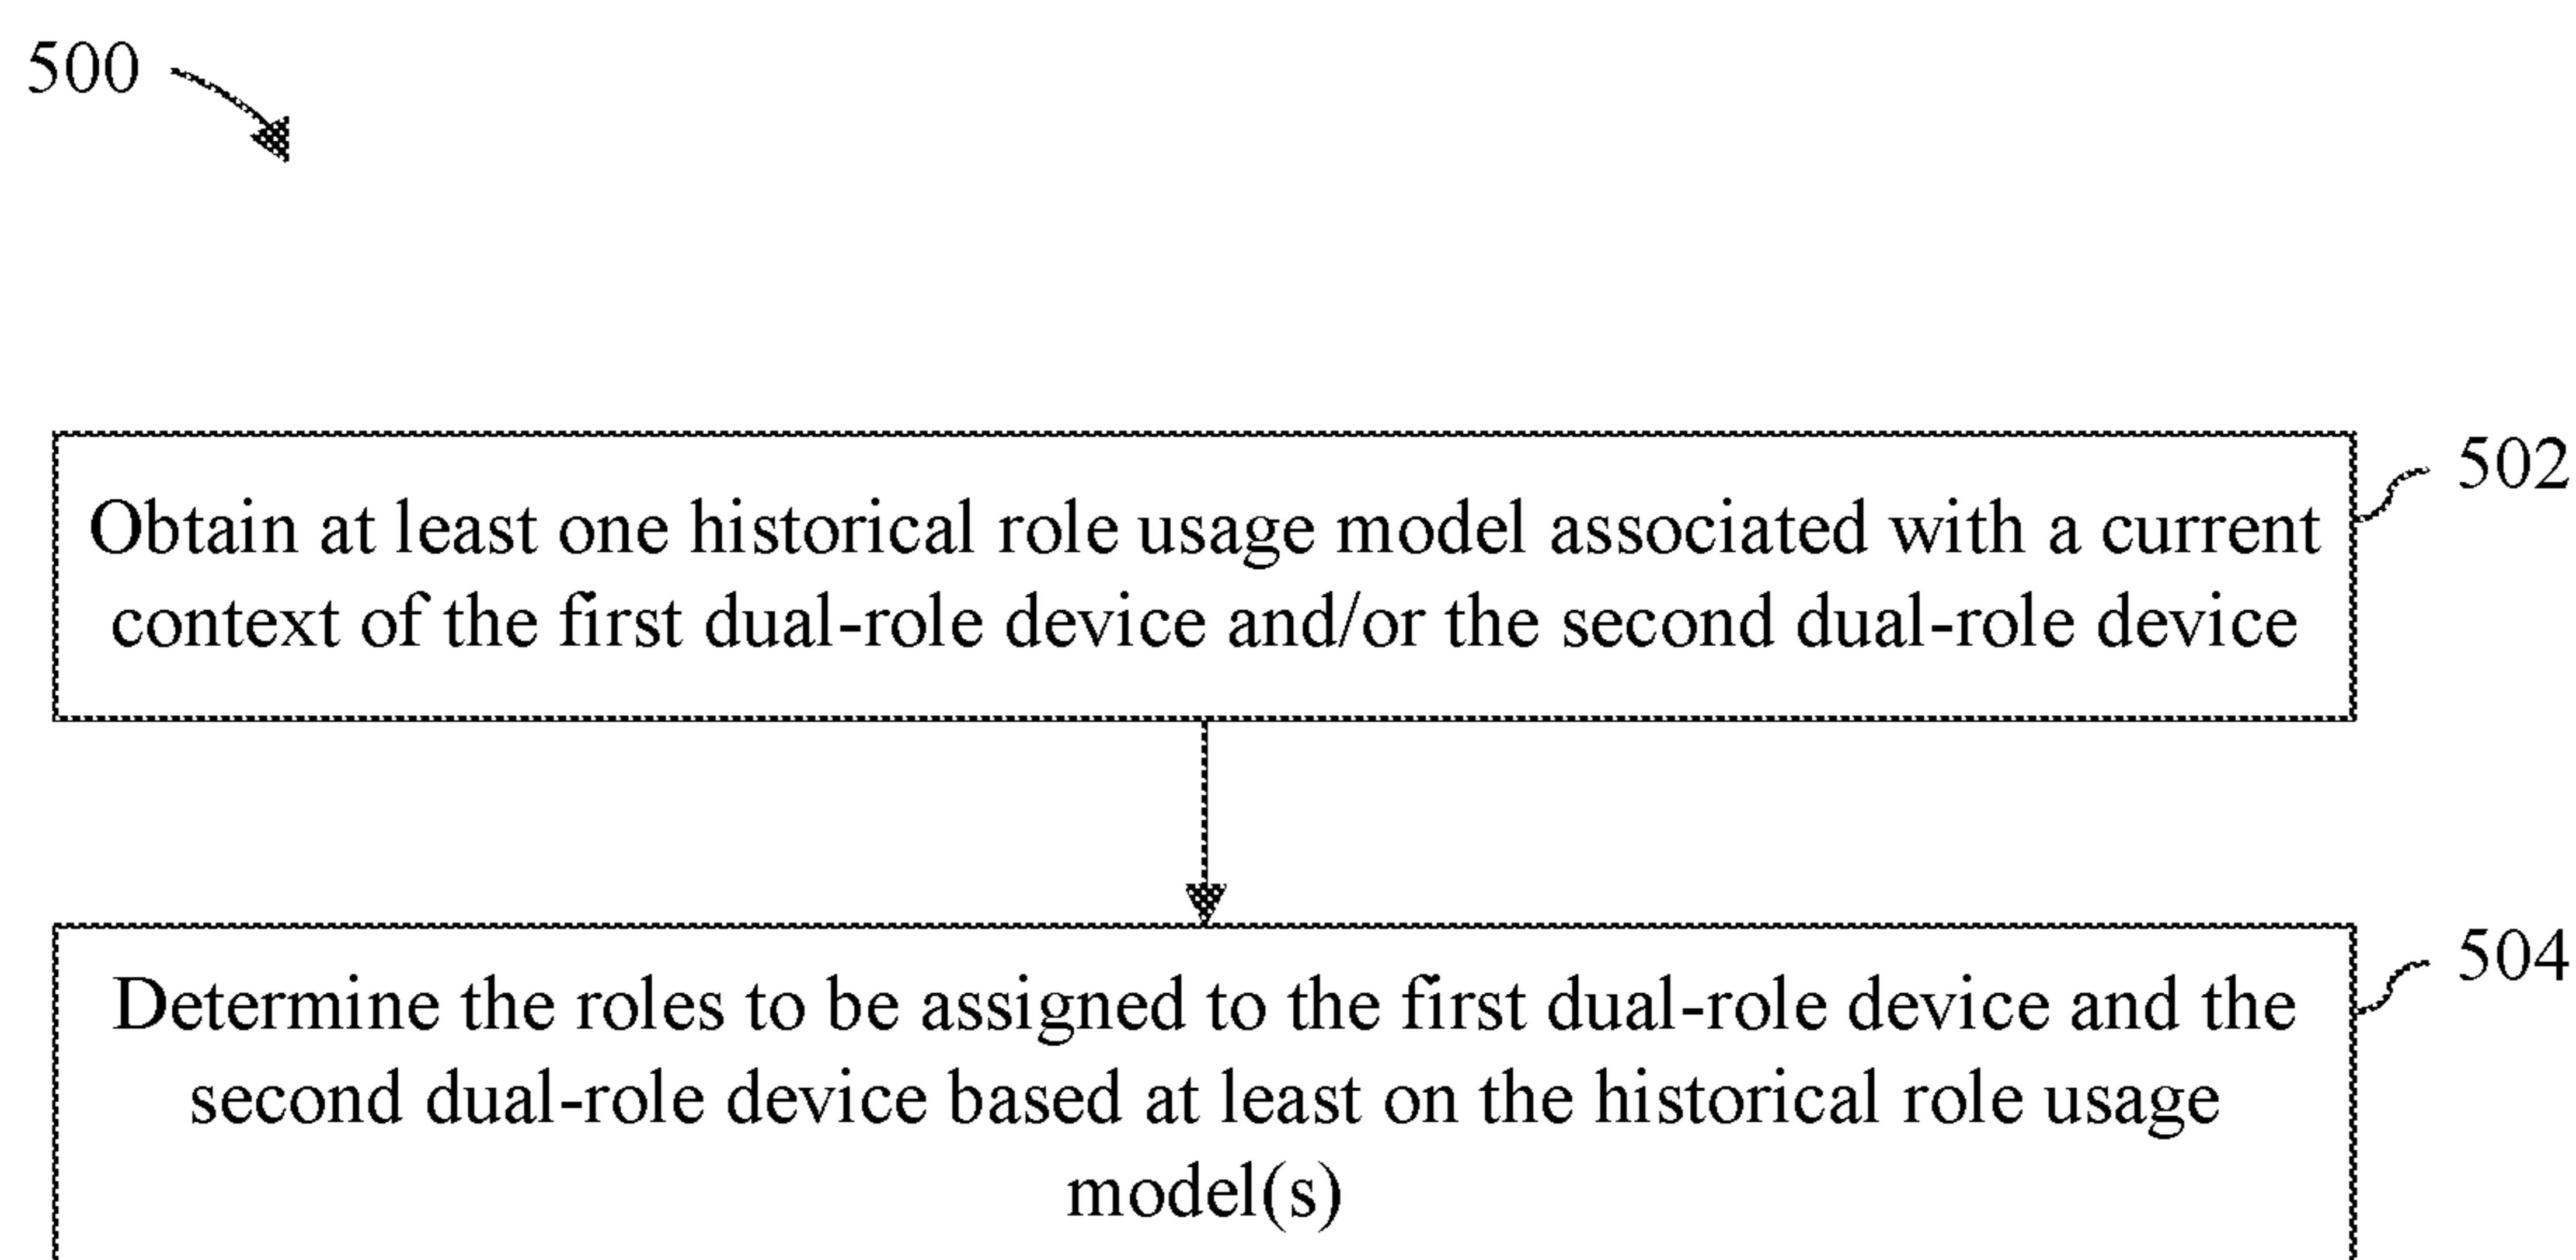 500
502
Obtain at least one historical role usage model associated with a current
context of the first dual-role device and/or the second dual-role device
504
Determine the roles to be assigned to the first dual-role device and the
second dual-role device based at least on the historical role usage
model(s)